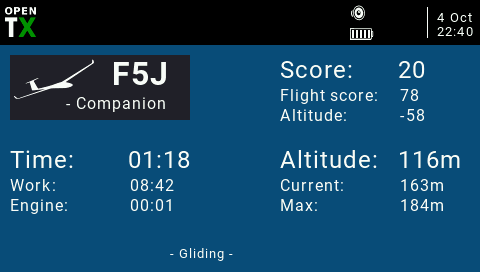 OPEN
TX
4 Oct
22:40
F5J
- Companion
Score: 20
Flight score: 78
Altitude: -58
Time: 01:18
Work: 08:42
Engine: 00:01
Altitude: 116m
Current: 163m
Max: 184m
- Gliding -